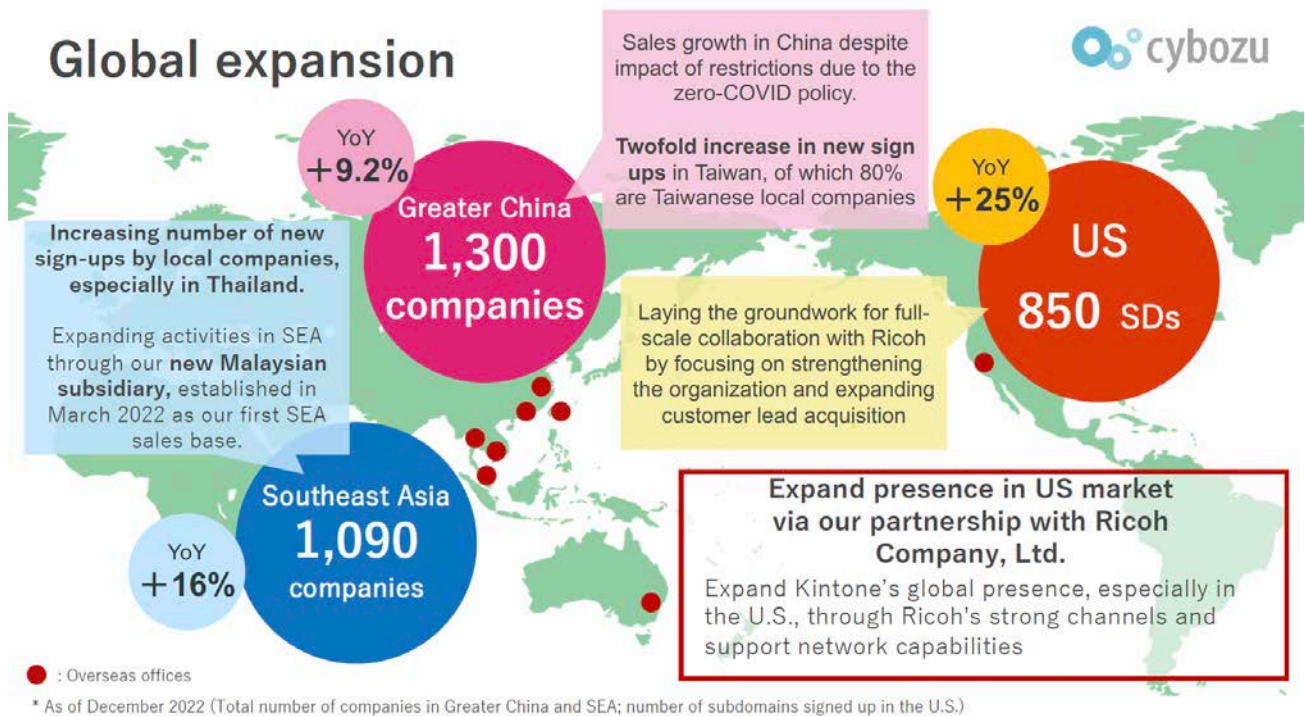 Global expansion
cybozu
Sales growth in China despite
impact of restrictions due to the
zero-COVID policy.
Twofold increase in new sign
ups in Taiwan, of which 80%
are Taiwanese local companies
YoY
+9.2%
Greater China
1,300
companies
YoY
+25%
US
850 SDs
Increasing number of new
sign-ups by local companies,
especially in Thailand.
Expanding activities in SEA
through our new Malaysian
subsidiary, established in
March 2022 as our first SEA
sales base.
Laying the groundwork for full-
scale collaboration with Ricoh
by focusing on strengthening
the organization and expanding
customer lead acquisition
Southeast Asia
1,090
companies
YoY
+16%
Expand presence in US market
via our partnership with Ricoh
Company, Ltd.
Expand Kintone's global presence, especially in
the U.S., through Ricoh's strong channels and
support network capabilities
: Overseas offices
* As of December 2022 (Total number of companies in Greater China and SEA; number of subdomains signed up in the U.S.)